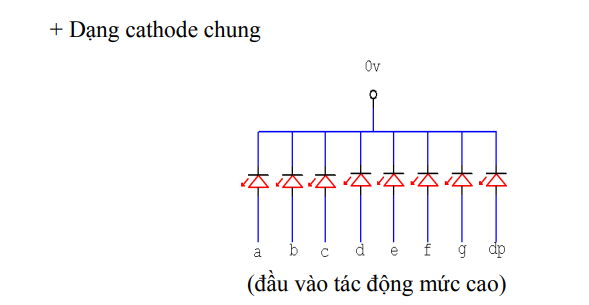 + Dạng cathode chung
0v
a b c d e f g dp
(đầu vào tác động mức cao)